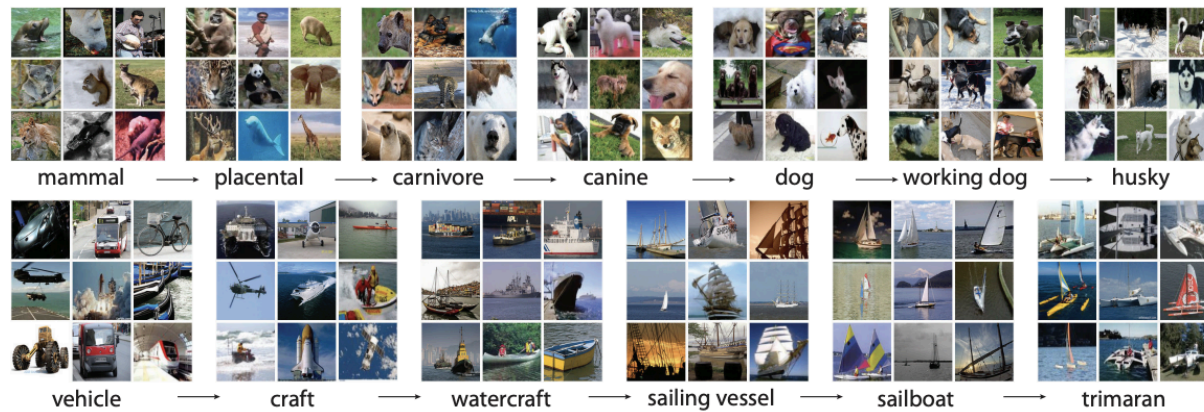 mammal placental carnivore canine dog working dog husky
vehicle craft watercraft sailing vessel sailboat trimaran